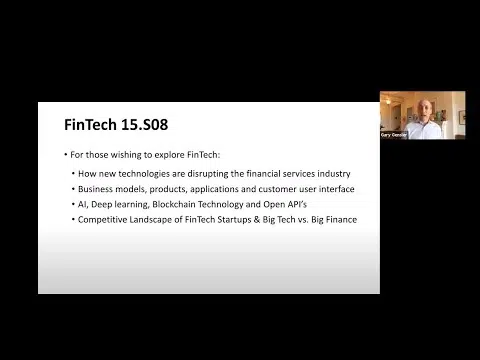 FinTech 15.S08
• For those wishing to explore FinTech:
• How new technologies are disrupting the financial services industry
• Business models, products, applications and customer user interface
• AI, Deep learning, Blockchain Technology and Open API's
• Competitive Landscape of FinTech Startups & Big Tech vs. Big Finance
Gary Gensler